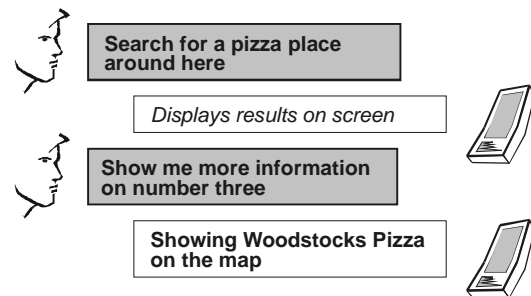 Search for a pizza place
around here
Displays results on screen
Show me more information
on number three
Showing Woodstocks Pizza
on the map